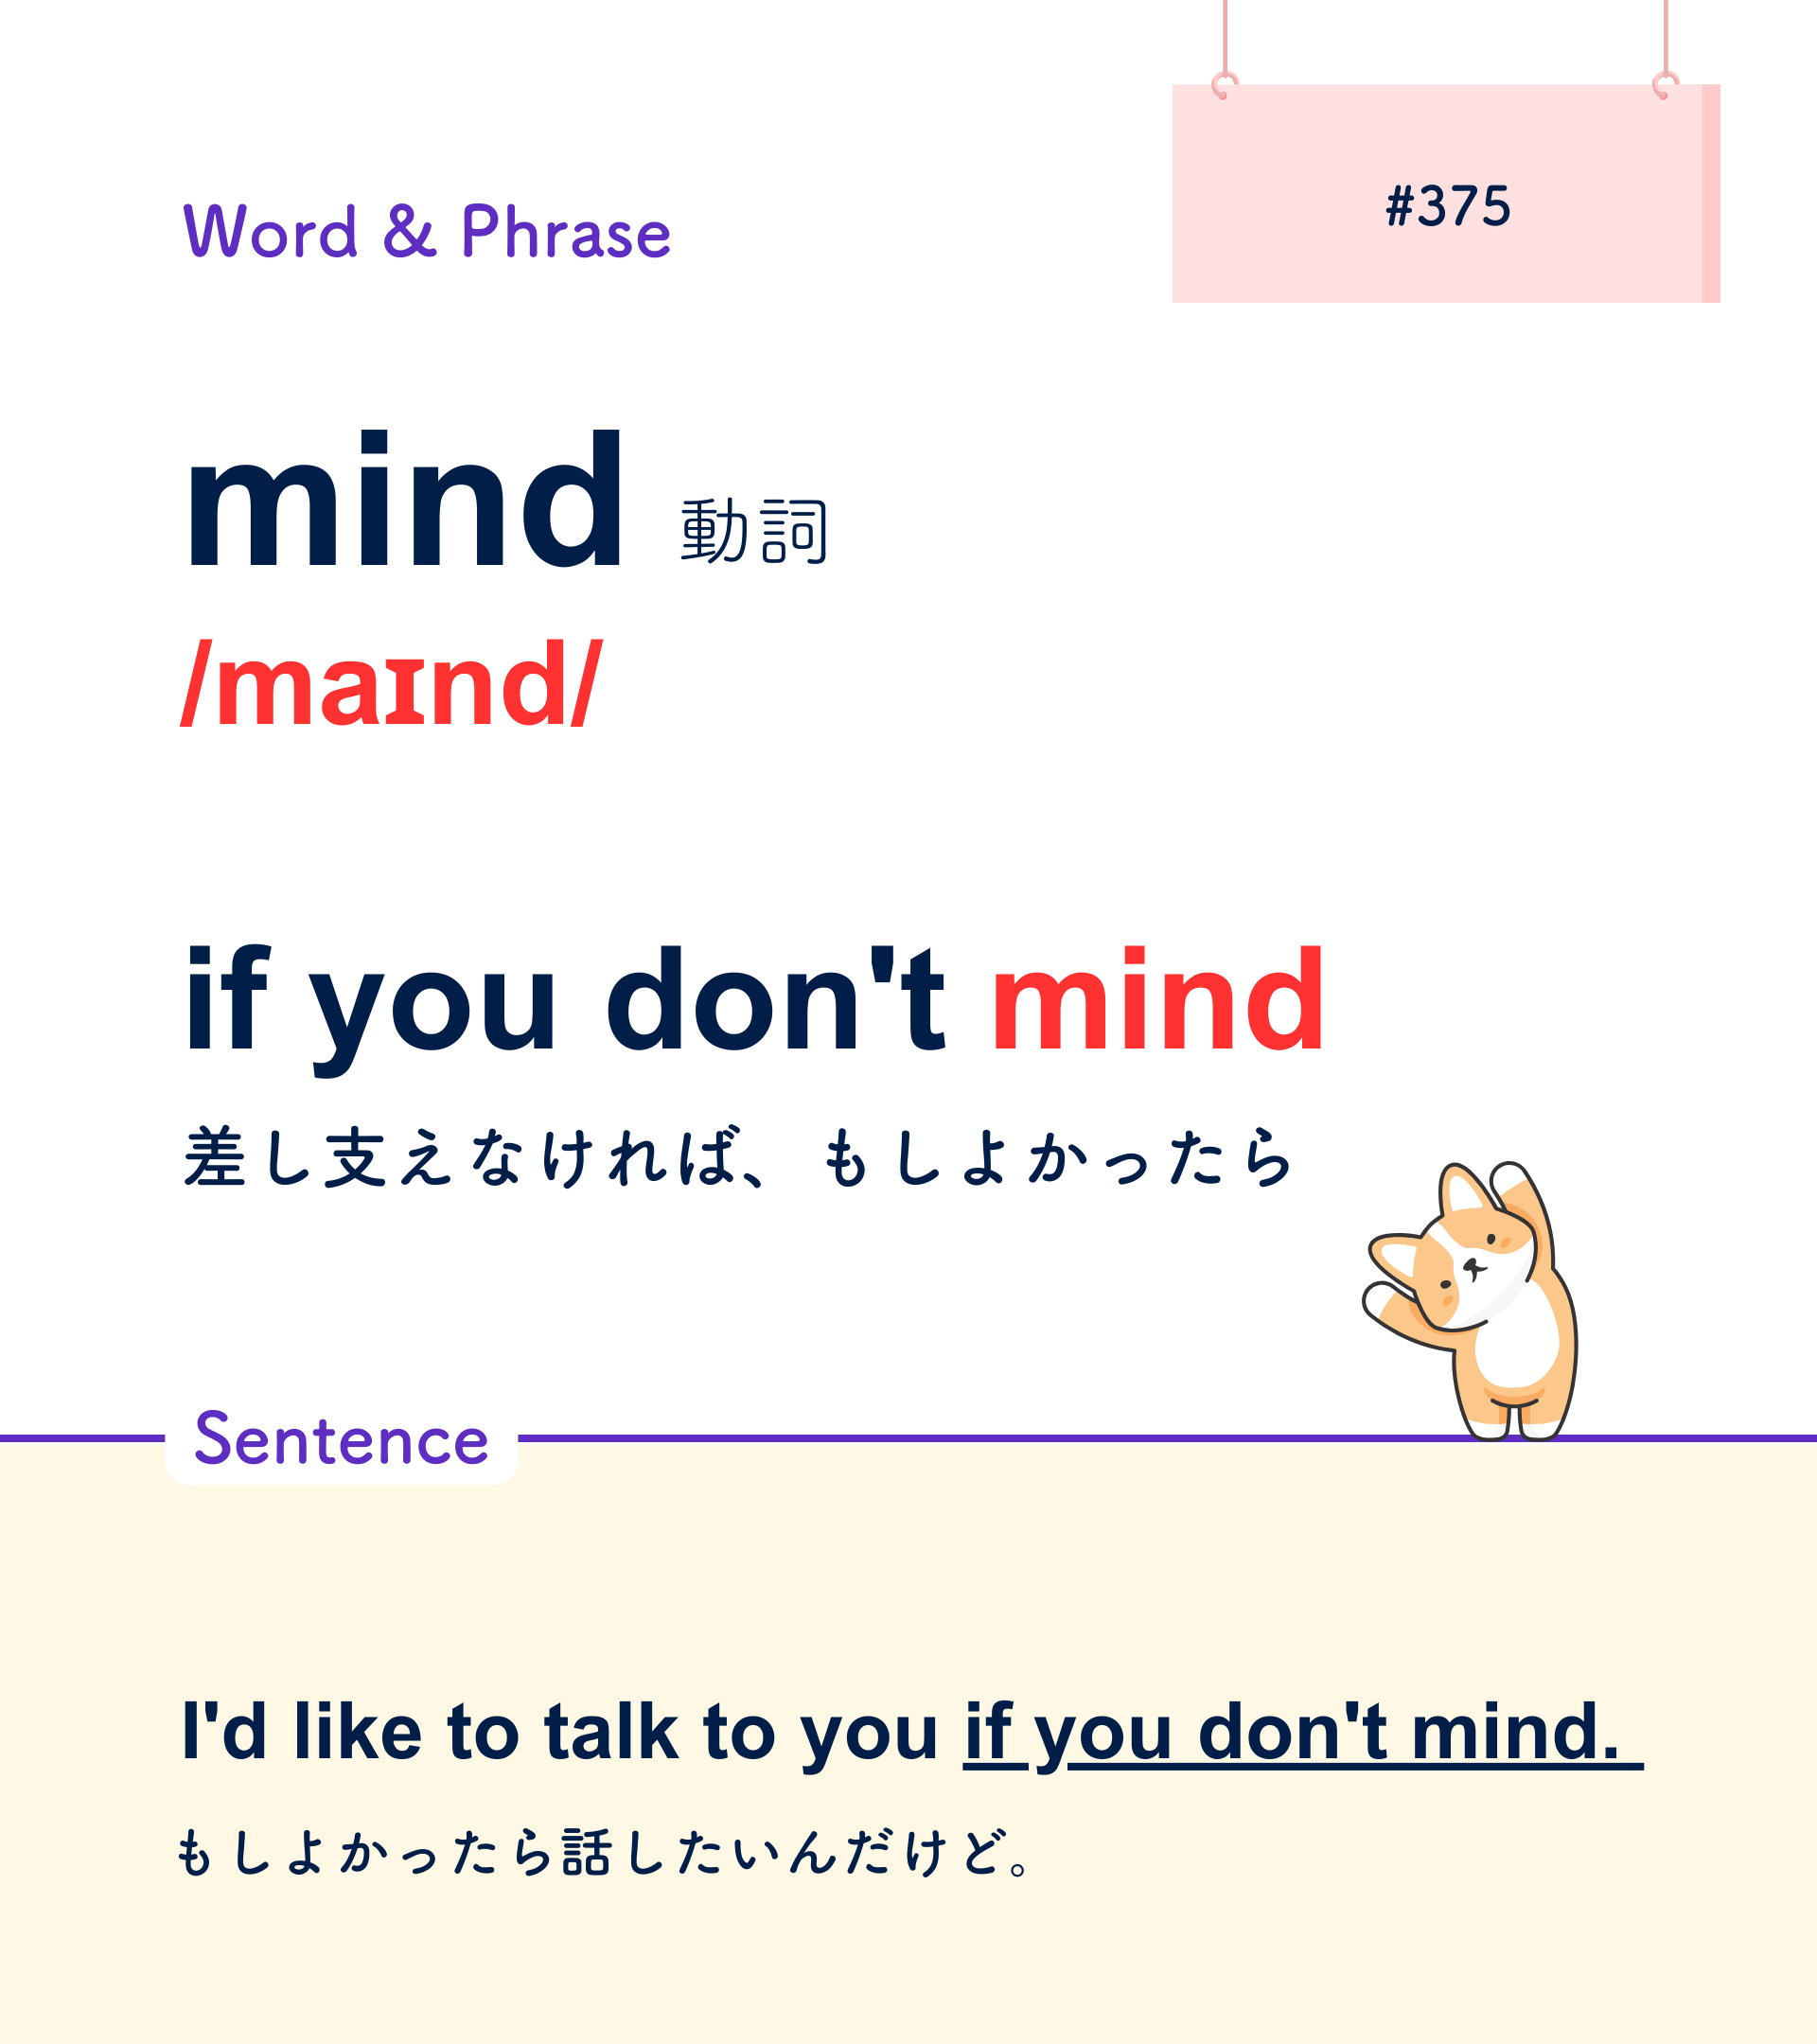 Word & Phrase
#375
mind 動詞
/maɪnd/
if you don't mind
差し支えなければ、もしよかったら
Sentence
I'd like to talk to you if you don't mind.
もしよかったら話したいんだけど。